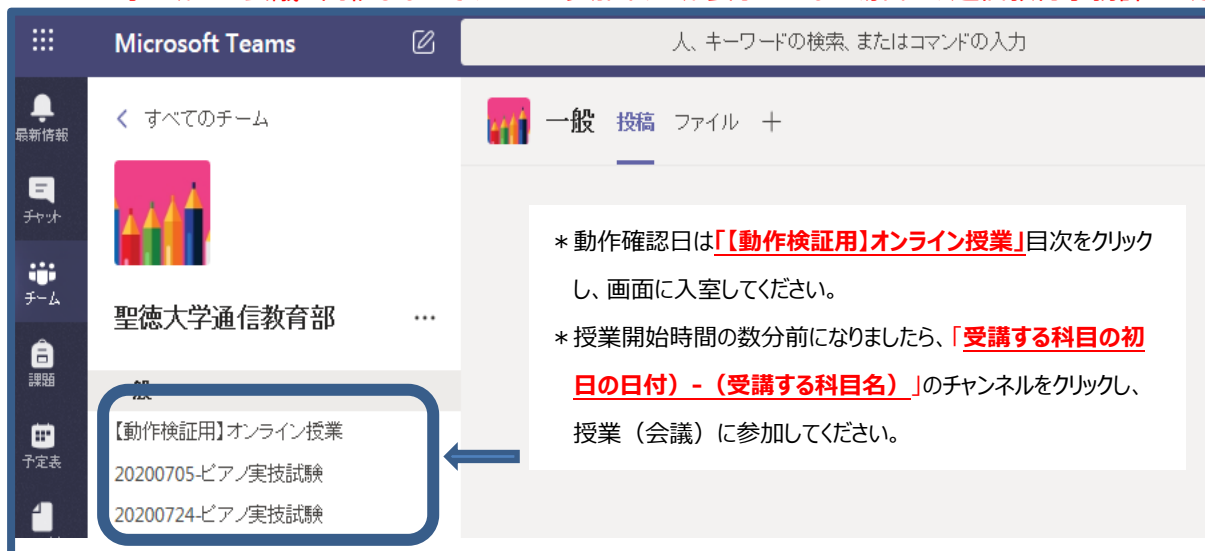 Microsoft Teams
人、キーワードの検索、またはコマンドの入力
最新情報
チャット
チーム
課題
予定表
すべてのチーム
聖徳大学通信教育部
…
【動作検証用】オンライン授業
20200705-ピアノ実技試験
20200724-ピアノ実技試験
一般 投稿 ファイル ＋
＊動作確認日は「【動作検証用】オンライン授業」目次をクリック
し、画面に入室してください。
＊授業開始時間の数分前になりましたら、「受講する科目の初
日の日付）-（受講する科目名）」のチャンネルをクリックし、
授業（会議）に参加してください。